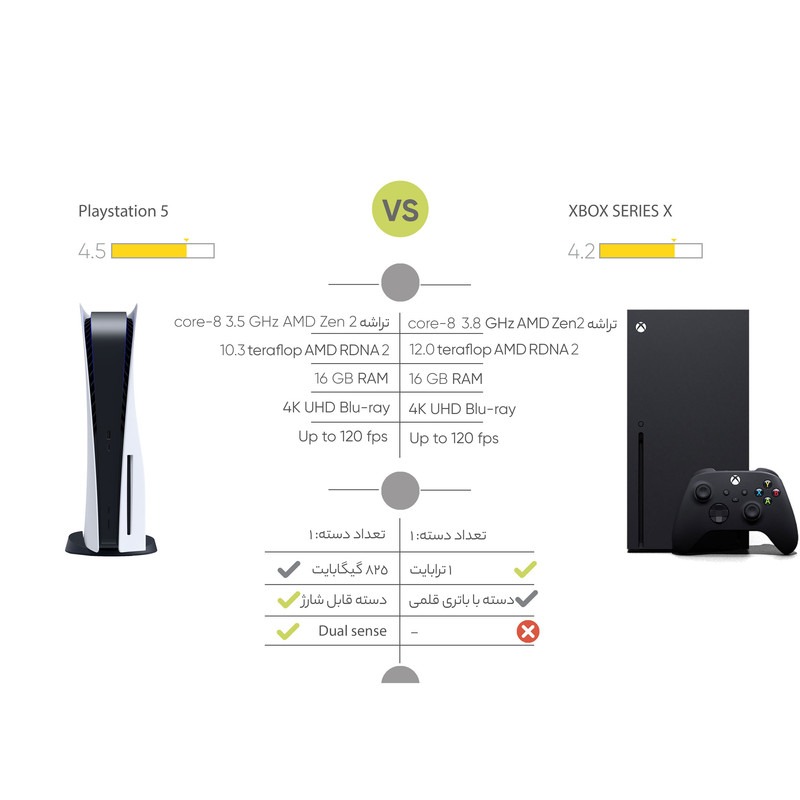 VS
Playstation 5
XBOX SERIES X
4.5
4.2
تراشه core-8 3.5 GHz AMD Zen 2
تراشه core-8 3.8 GHz AMD Zen2
10.3 teraflop AMD RDNA 2
12.0 teraflop AMD RDNA 2
16 GB RAM
16 GB RAM
4K UHD Blu-ray
4K UHD Blu-ray
Up to 120 fps
Up to 120 fps
تعداد دسته: ۱
تعداد دسته: ۱
۸۲۵ گیگابایت
۱ ترابایت
دسته قابل شارژ
دسته با باتری قلمی
Dual sense
–